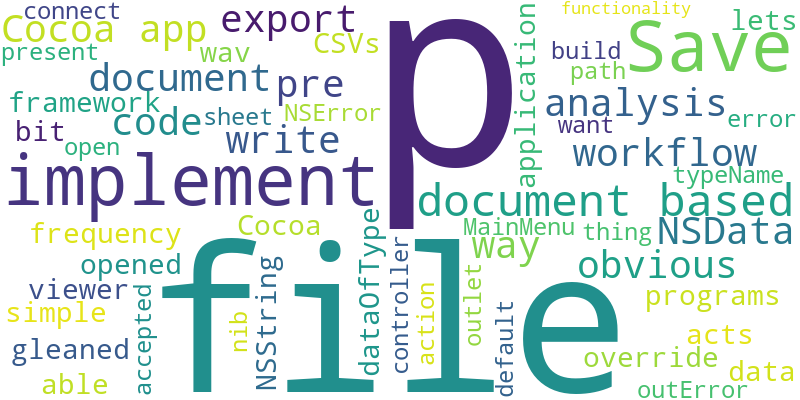 connect
functionality
Cocoa app
export
p
Save
lets
present
wav
CSVs
application
build
path
document
pre
framework
code
sheet
NSError
analysis
error
bit
write
want
open
workflow
implement
typeName
document based
frequency
Cocoa
MainMenu
thing
NSData
way
opened
obvious
file
viewer
NSString
dataOfType
controller
action
outlet
default
programs
simple
accepted
nib
acts
gleaned
override
data
able
outError